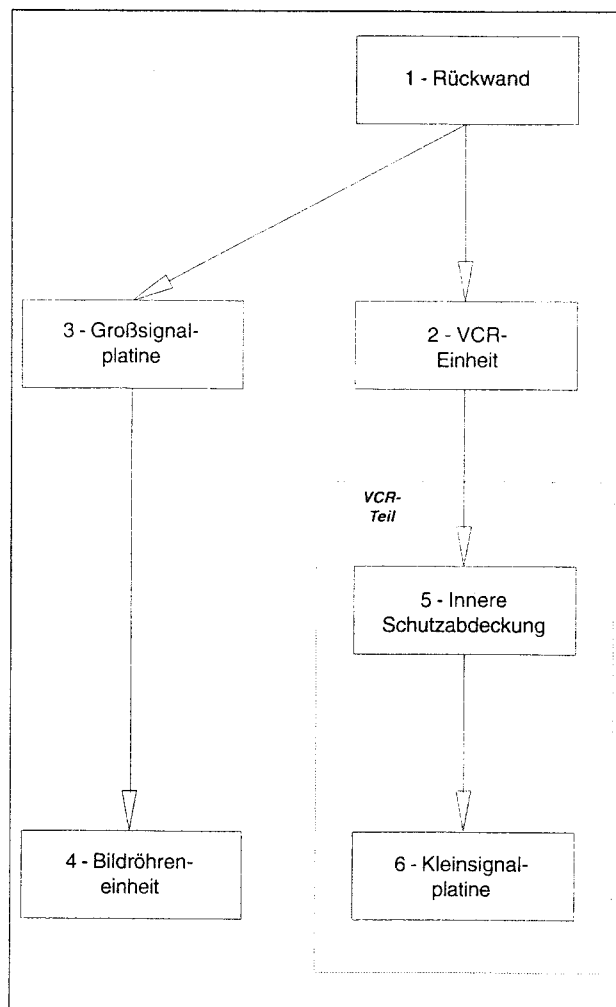 1 - Rückwand
3 - Großsignal-
platine
2 - VCR-
Einheit
VCR-
Teil
5 - Innere
Schutzabdeckung
4 - Bildröhren-
einheit
6 - Kleinsignal-
platine